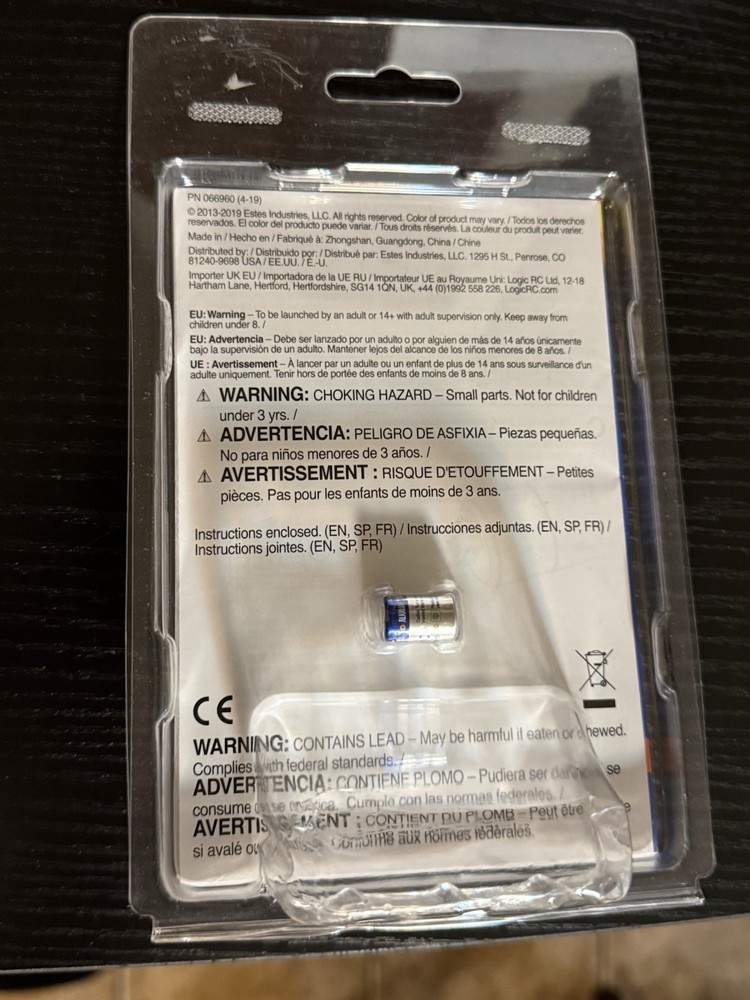 PN 066960 (4-19)
© 2013-2019 Estes Industries, LLC. All rights reserved. Color of product may vary. / Todos los derechos
reservados. El color del producto puede variar. / Tous droits réservés. La couleur du produit peut varier.
Made in / Hecho en / Fabriqué à: Zhongshan, Guangdong, China / Chine
Distributed by: / Distribuido por: / Distribué par: Estes Industries, LLC. 1295 H St., Penrose, CO
81240-9698 USA / EE.UU. / É.-U.
Importer UK EU / Importadora de la UE RU / Importateur UE au Royaume Uni: Logic RC Ltd, 12-18
Hartham Lane, Hertford, Hertfordshire, SG14 1QN, UK, +44 (0)1992 558 226, LogicRC.com
EU: Warning – To be launched by an adult or 14+ with adult supervision only. Keep away from
children under 8. /
EU: Advertencia – Debe ser lanzado por un adulto o por alguien de más de 14 años únicamente
bajo la supervisión de un adulto. Mantener lejos del alcance de los niños menores de 8 años. /
UE : Avertissement – À lancer par un adulte ou un enfant de plus de 14 ans sous surveillance d'un
adulte uniquement. Tenir hors de portée des enfants de moins de 8 ans. /
⚠ WARNING: CHOKING HAZARD – Small parts. Not for children
under 3 yrs. /
⚠ ADVERTENCIA: PELIGRO DE ASFIXIA – Piezas pequeñas.
No para niños menores de 3 años. /
⚠ AVERTISSEMENT : RISQUE D'ETOUFFEMENT – Petites
pièces. Pas pour les enfants de moins de 3 ans.
Instructions enclosed. (EN, SP, FR) / Instrucciones adjuntas. (EN, SP, FR) /
Instructions jointes. (EN, SP, FR)
CE
WARNING: CONTAINS LEAD – May be harmful if eaten or chewed.
Complies with federal standards. /
ADVERTENCIA: CONTIENE PLOMO – Pudiera ser se
consume o se mastica. Cumple con las normas federales. /
AVERTISSEMENT : CONTIENT DU PLOMB – Peut être
si avalé ou Conforme aux normes fédérales.